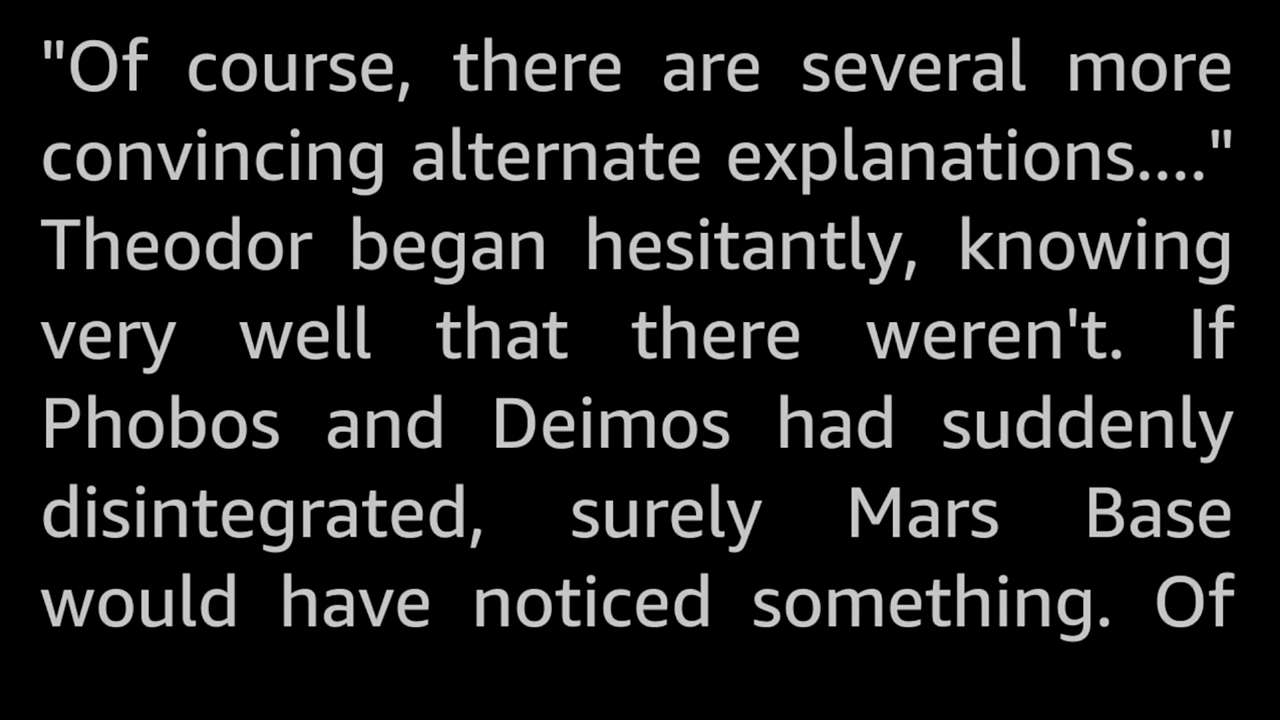 "Of course, there are several more
convincing alternate explanations...."
Theodor began hesitantly, knowing
very well that there weren't. If
Phobos and Deimos had suddenly
disintegrated, surely Mars Base
would have noticed something. Of